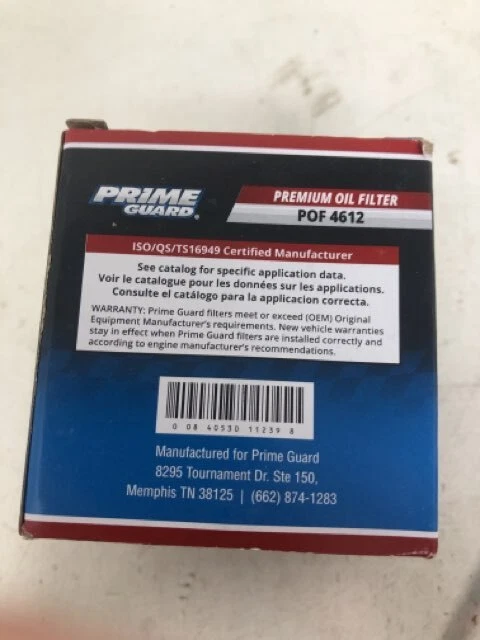 PRIME
GUARD®
PREMIUM OIL FILTER
POF 4612
ISO/QS/TS16949 Certified Manufacturer
See catalog for specific application data.
Voir le catalogue pour les données sur les applications.
Consulte el catálogo para la applicacion correcta.
WARRANTY: Prime Guard filters meet or exceed (OEM) Original
Equipment Manufacturer's requirements. New vehicle warranties
stay in effect when Prime Guard filters are installed correctly and
according to engine manufacturer's recommendations.
0 08 40530 11239 8
Manufactured for Prime Guard
8295 Tournament Dr. Ste 150,
Memphis TN 38125 | (662) 874-1283